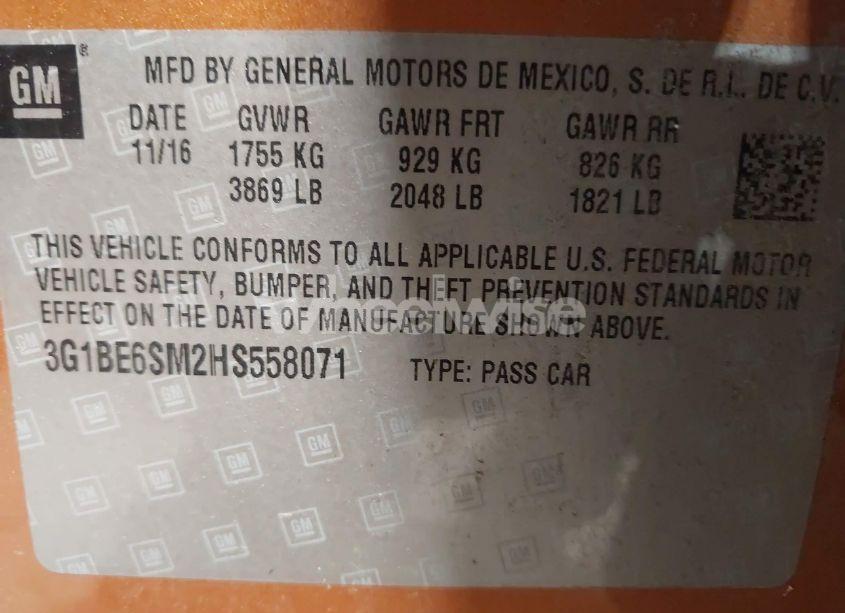 GM®
MFD BY GENERAL MOTORS DE MEXICO, S. DE R.L. DE C.V.
DATE GVWR GAWR FRT GAWR RR
11/16 1755 KG 929 KG 826 KG
3869 LB 2048 LB 1821 LB
THIS VEHICLE CONFORMS TO ALL APPLICABLE U.S. FEDERAL MOTOR
VEHICLE SAFETY, BUMPER, AND THEFT PREVENTION STANDARDS IN
EFFECT ON THE DATE OF MANUFACTURE SHOWN ABOVE.
3G1BE6SM2HS558071 TYPE: PASS CAR